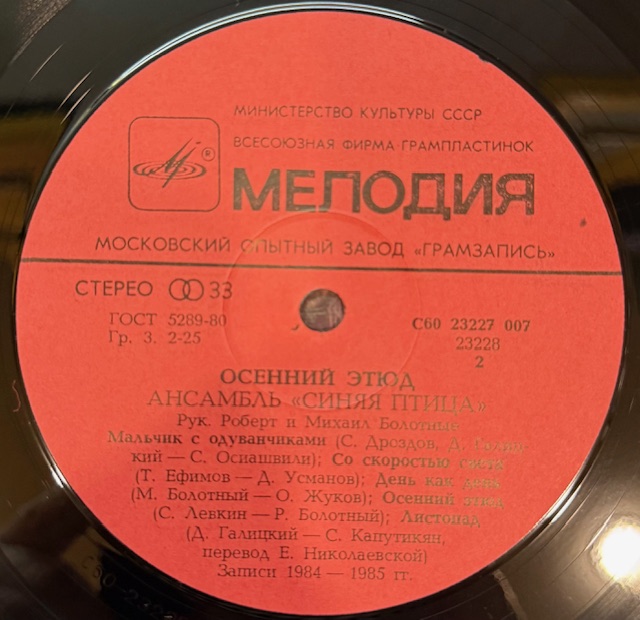 МИНИСТЕРСТВО КУЛЬТУРЫ СССР
ВСЕСОЮЗНАЯ ФИРМА ГРАМПЛАСТИНОК
®
МЕЛОДИЯ
МОСКОВСКИЙ ОПЫТНЫЙ ЗАВОД «ГРАМЗАПИСЬ»
СТЕРЕО 33
ГОСТ 5289-80
Гр. 3. 2-25
С60 23227 007
23228
2
ОСЕННИЙ ЭТЮД
АНСАМБЛЬ «СИНЯЯ ПТИЦА»
Рук. Роберт и Михаил Болотные
Мальчик с одуванчиками (С. Дроздов, Д. Галиц-
кий — С. Осиашвили); Со скоростью света
(Т. Ефимов — Д. Усманов); День как день
(М. Болотный — О. Жуков); Осенний этюд
(С. Левкин — Р. Болотный); Листопад
(Д. Галицкий — С. Капутикян,
перевод Е. Николаевской)
Записи 1984 — 1985 гг.